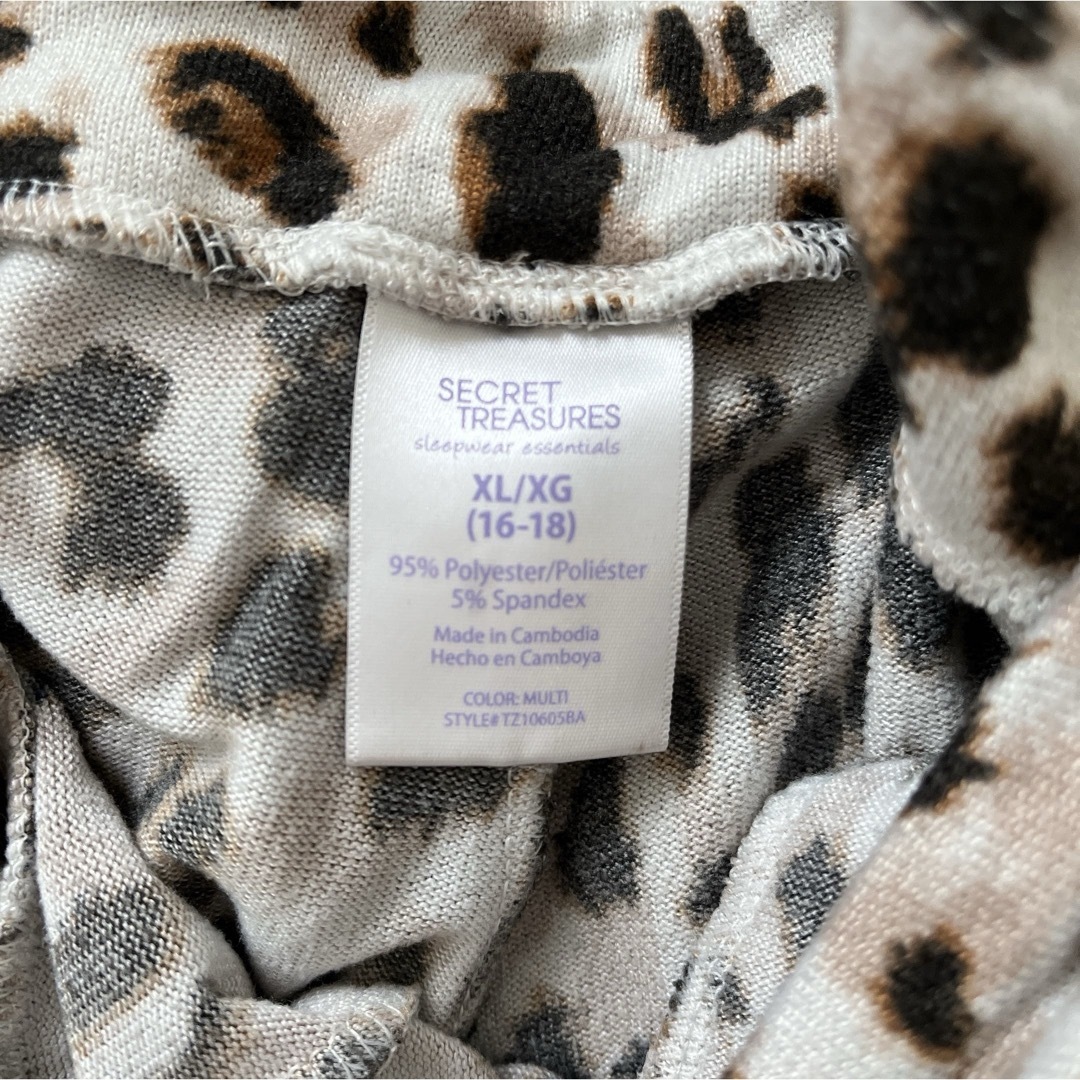 SECRET
TREASURES
sleepwear essentials
XL/XG
(16-18)
95% Polyester/Poliéster
5% Spandex
Made in Cambodia
Hecho en Camboya
COLOR: MULTI
STYLE# TZ10605BA